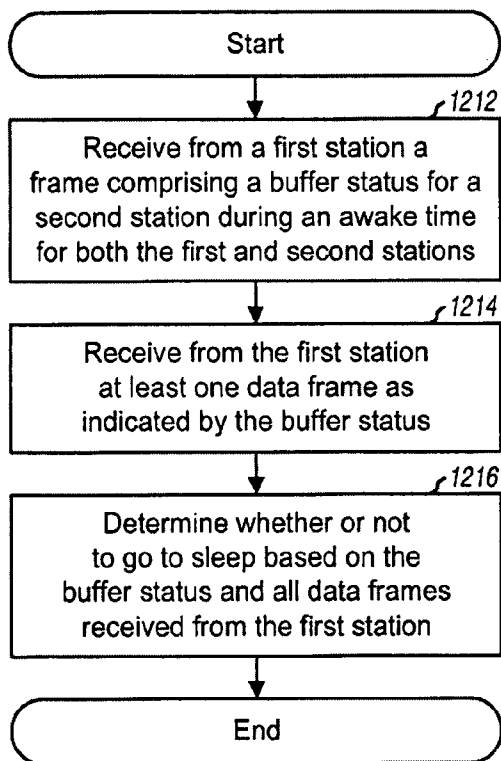 Start
1212
Receive from a first station a
frame comprising a buffer status for a
second station during an awake time
for both the first and second stations
1214
Receive from the first station
at least one data frame as
indicated by the buffer status
1216
Determine whether or not
to go to sleep based on the
buffer status and all data frames
received from the first station
End